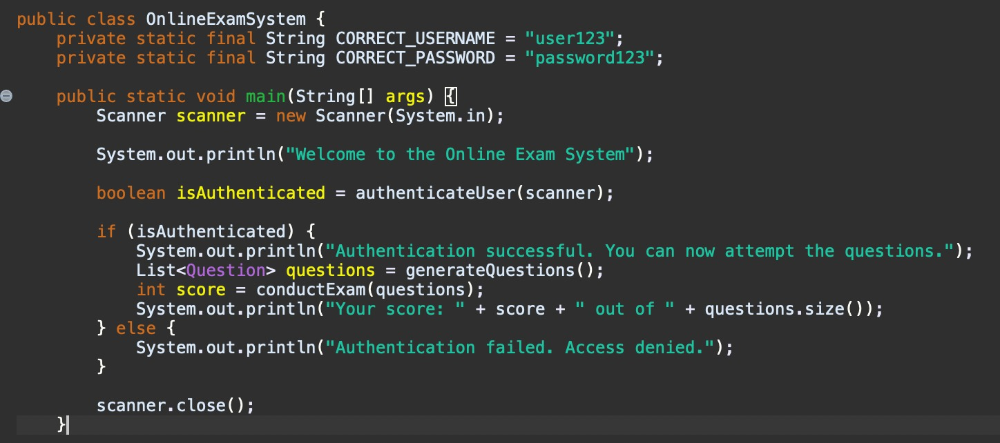 public class OnlineExamSystem {
    private static final String CORRECT_USERNAME = "user123";
    private static final String CORRECT_PASSWORD = "password123";

    public static void main(String[] args) {
        Scanner scanner = new Scanner(System.in);

        System.out.println("Welcome to the Online Exam System");

        boolean isAuthenticated = authenticateUser(scanner);

        if (isAuthenticated) {
            System.out.println("Authentication successful. You can now attempt the questions.");
            List<Question> questions = generateQuestions();
            int score = conductExam(questions);
            System.out.println("Your score: " + score + " out of " + questions.size());
        } else {
            System.out.println("Authentication failed. Access denied.");
        }

        scanner.close();
    }